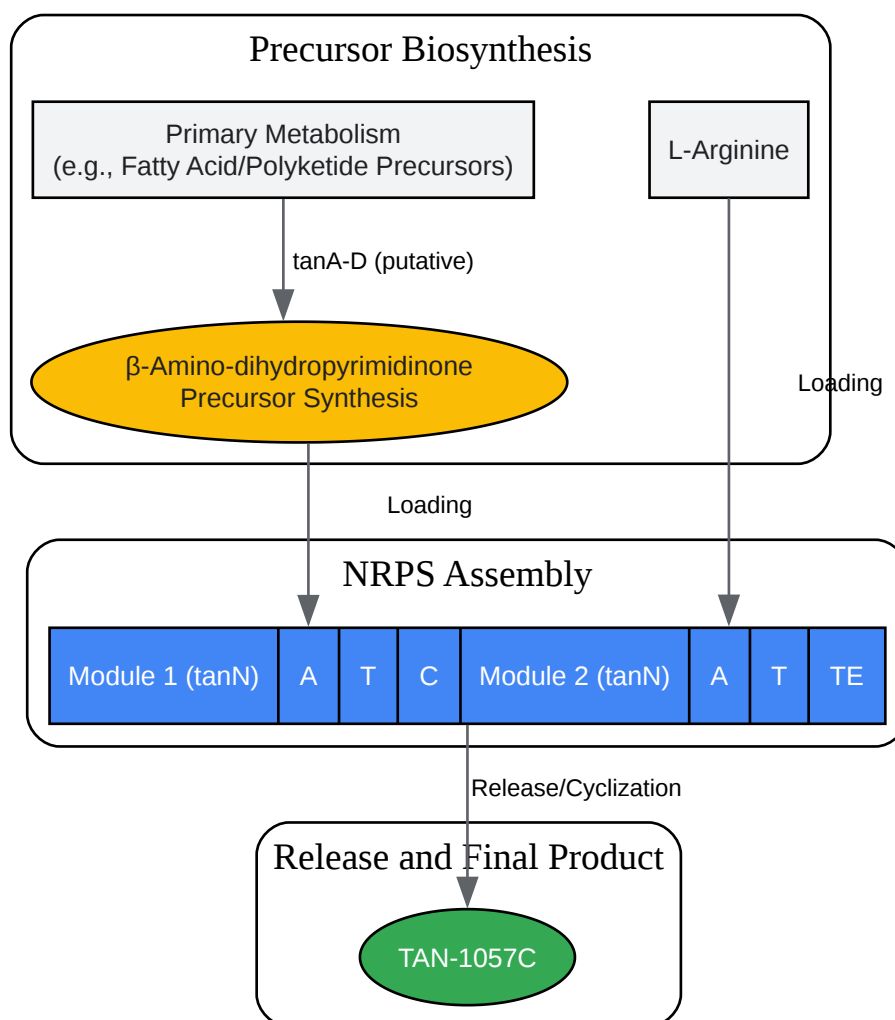 Precursor Biosynthesis
Primary Metabolism
(e.g., Fatty Acid/Polyketide Precursors)
L-Arginine
tanA-D (putative)
β-Amino-dihydropyrimidinone
Precursor Synthesis
Loading
Loading
NRPS Assembly
Module 1 (tanN) A T C Module 2 (tanN) A T TE
Release/Cyclization
Release and Final Product
TAN-1057C